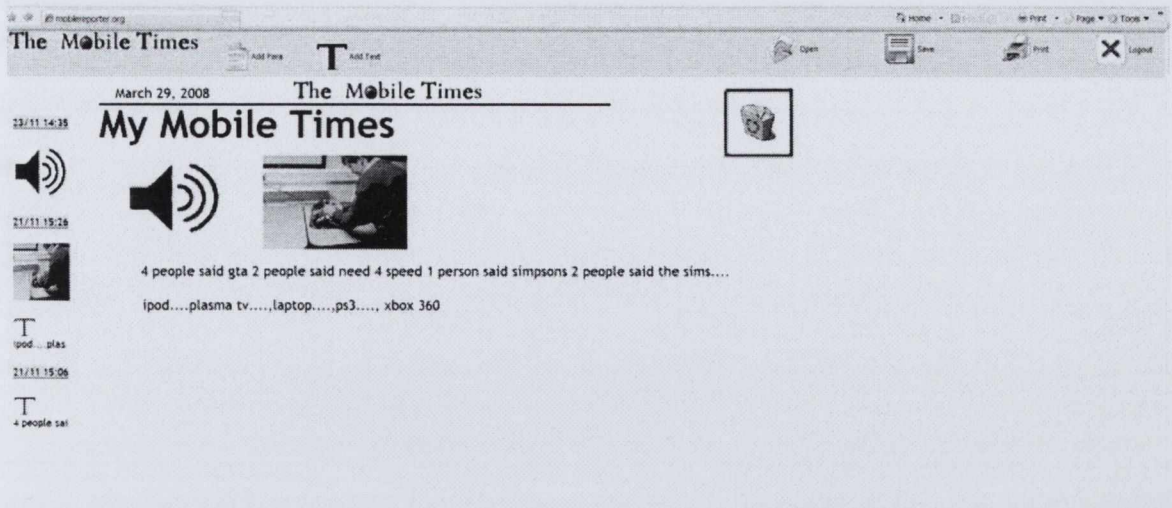 mobilereporter.org
Home Print Page Tools
The Mobile Times
Add Para
Add Text
Open
Save
Print
Logout
March 29, 2008
The Mobile Times
My Mobile Times
23/11 14:35
21/11 15:26
4 people said gta 2 people said need 4 speed 1 person said simpsons 2 people said the sims....
ipod....plasma tv....,laptop....,ps3...., xbox 360
T
ipod....plas
21/11 15:06
T
4 people sai